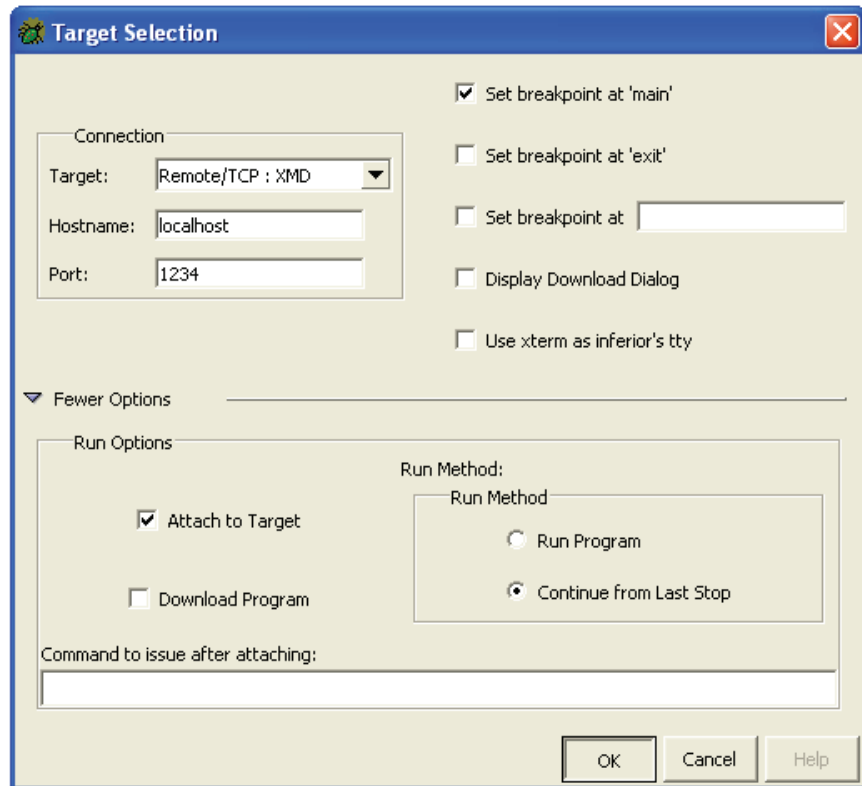 Target Selection
Set breakpoint at 'main'
Connection
Target: Remote/TCP : XMD
Set breakpoint at 'exit'
Hostname: localhost
Set breakpoint at
Port: 1234
Display Download Dialog
Use xterm as inferior's tty
Fewer Options
Run Options
Run Method:
Run Method
Attach to Target
Run Program
Download Program
Continue from Last Stop
Command to issue after attaching:
OK Cancel Help